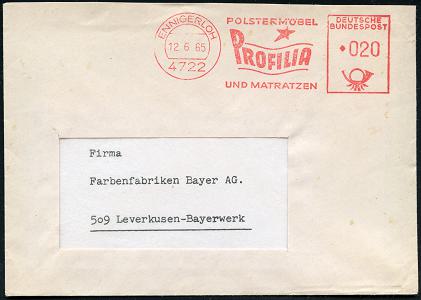 ENNIGERLOH
12.6.65
4722
POLSTERMÖBEL
PROFILIA
UND MATRATZEN
DEUTSCHE
BUNDESPOST
020
Firma
Farbenfabriken Bayer AG.
509 Leverkusen-Bayerwerk